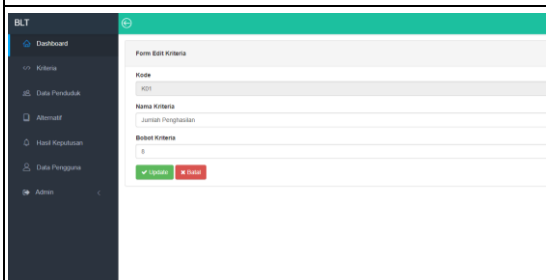 BLT
Dashboard
Kriteria
Data Penduduk
Alternatif
Hasil Keputusan
Data Pengguna
Admin
Form Edit Kriteria
Kode
K01
Nama Kriteria
Jumlah Penghasilan
Bobot Kriteria
Update
Batal